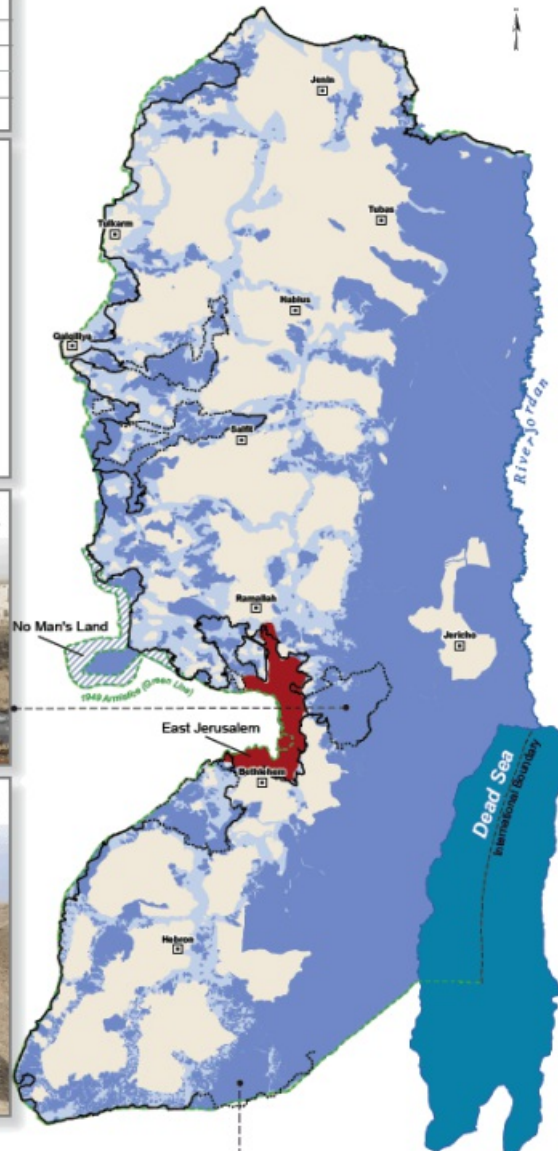 Jenin
Tubas
Tulkarm
Nablus
Qalqiliya
Salfit
River Jordan
Ramallah
No Man's Land
Jericho
1949 Armistice (Green Line)
East Jerusalem
Bethlehem
Dead Sea
International Boundary
Hebron